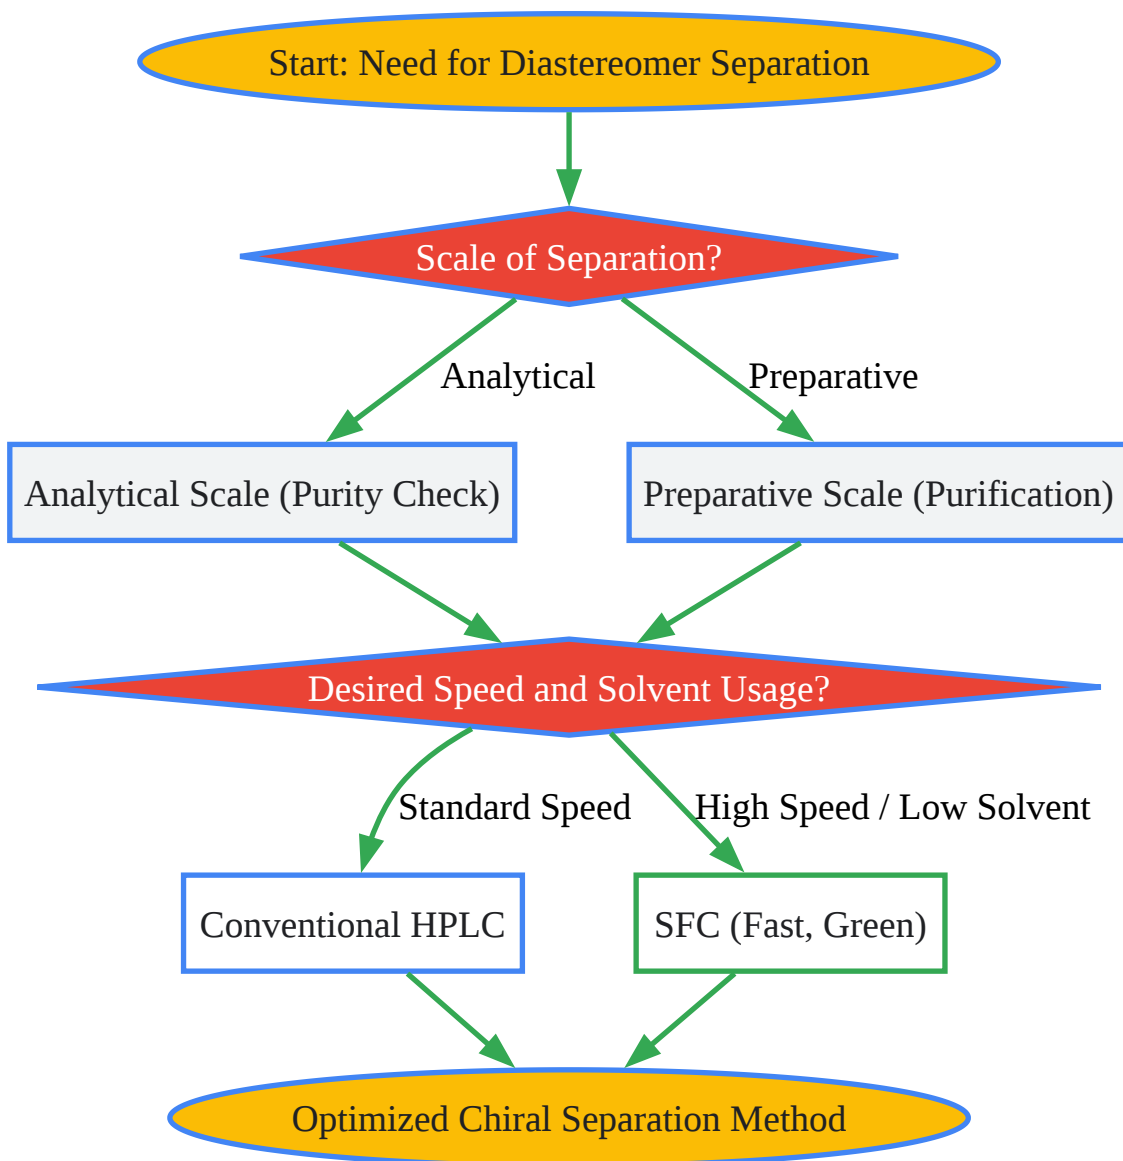 Start: Need for Diastereomer Separation
Scale of Separation?
Analytical
Preparative
Analytical Scale (Purity Check)
Preparative Scale (Purification)
Desired Speed and Solvent Usage?
Standard Speed
High Speed / Low Solvent
Conventional HPLC
SFC (Fast, Green)
Optimized Chiral Separation Method